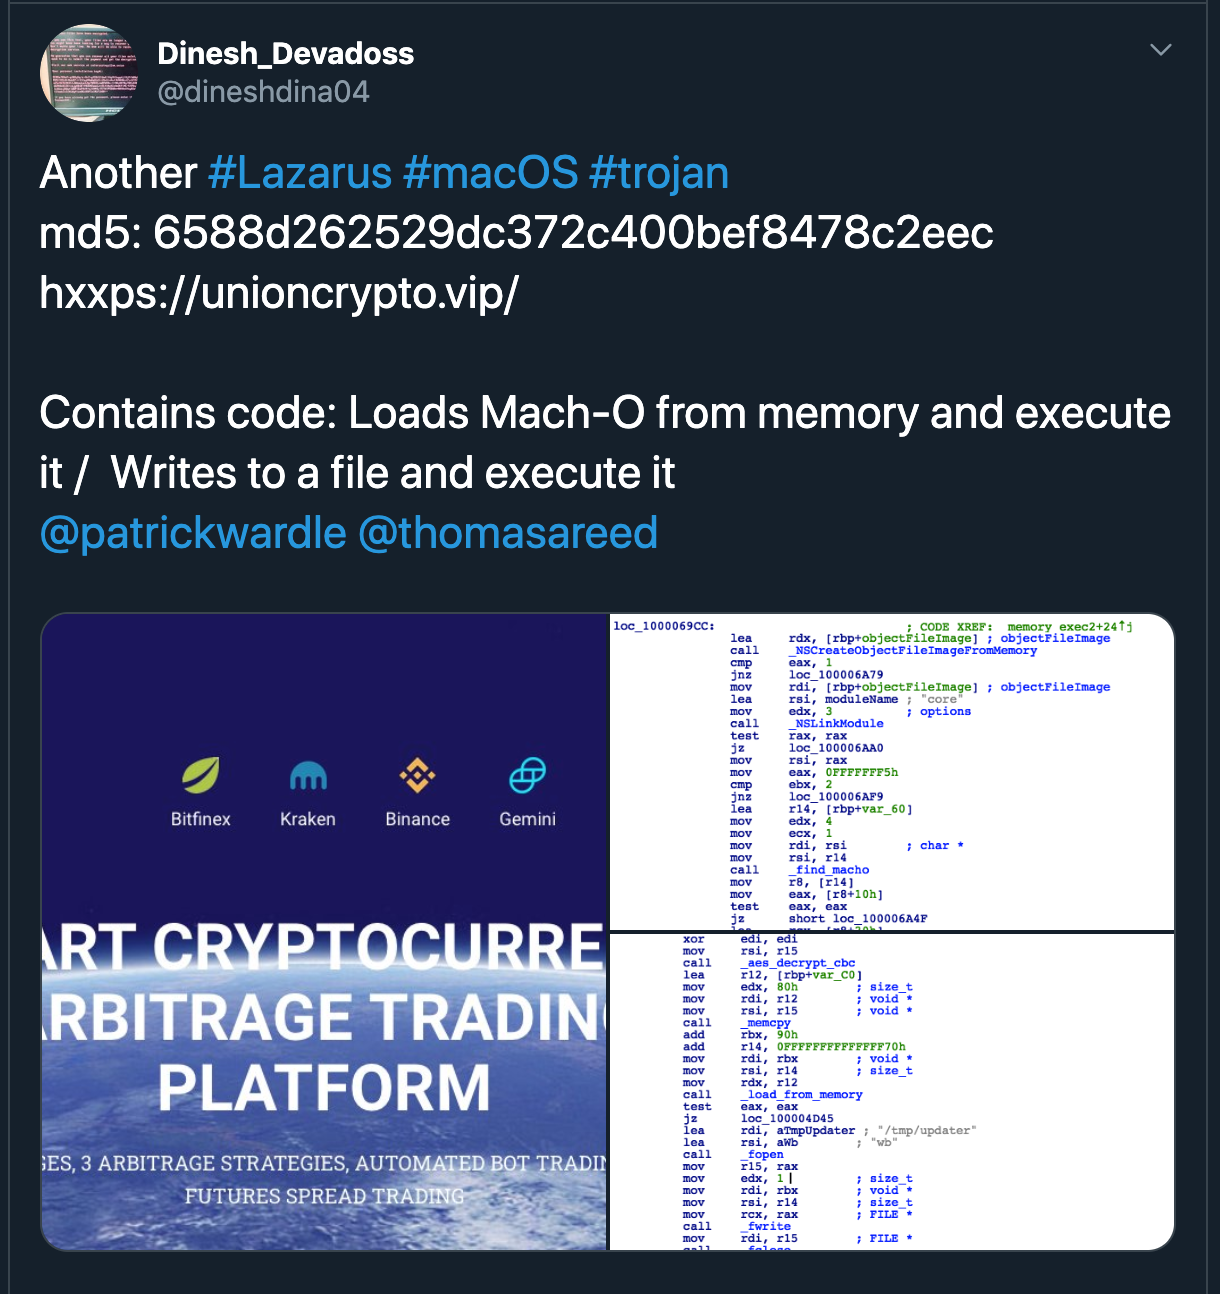 Dinesh_Devadoss
@dineshdina04
Another #Lazarus #macOS #trojan
md5: 6588d262529dc372c400bef8478c2eec
hxxps://unioncrypto.vip/
Contains code: Loads Mach-O from memory and execute
it /  Writes to a file and execute it
@patrickwardle @thomasareed
Bitfinex Kraken Binance Gemini
ART CRYPTOCURRE
ARBITRAGE TRADIN
PLATFORM
GES, 3 ARBITRAGE STRATEGIES, AUTOMATED BOT TRADIN
FUTURES SPREAD TRADING
loc_1000069CC: ; CODE XREF: memory_exec2+24↑j
lea rdx, [rbp+objectFileImage] ; objectFileImage
call _NSCreateObjectFileImageFromMemory
cmp eax, 1
jnz loc_100006A79
mov rdi, [rbp+objectFileImage] ; objectFileImage
lea rsi, moduleName ; "core"
mov edx, 3 ; options
call _NSLinkModule
test rax, rax
jz loc_100006AA0
mov rsi, rax
mov eax, 0FFFFFFF5h
cmp ebx, 2
jnz loc_100006AF9
lea r14, [rbp+var_60]
mov edx, 4
mov ecx, 1
mov rdi, rsi ; char *
mov rsi, r14
call _find_macho
mov r8, [r14]
mov eax, [r8+10h]
test eax, eax
jz short loc_100006A4F
xor edi, edi
mov rsi, r15
call _aes_decrypt_cbc
lea r12, [rbp+var_C0]
mov edx, 80h ; size_t
mov rdi, r12 ; void *
mov rsi, r15 ; void *
call _memcpy
add rbx, 90h
add r14, 0FFFFFFFFFFFFFF70h
mov rdi, rbx ; void *
mov rsi, r14 ; size_t
mov rdx, r12
call _load_from_memory
test eax, eax
jz loc_100004D45
lea rdi, aTmpUpdater ; "/tmp/updater"
lea rsi, aWb ; "wb"
call _fopen
mov r15, rax
mov edx, 1 ; size_t
mov rdi, rbx ; void *
mov rsi, r14 ; size_t
mov rcx, rax ; FILE *
call _fwrite
mov rdi, r15 ; FILE *
call _fclose